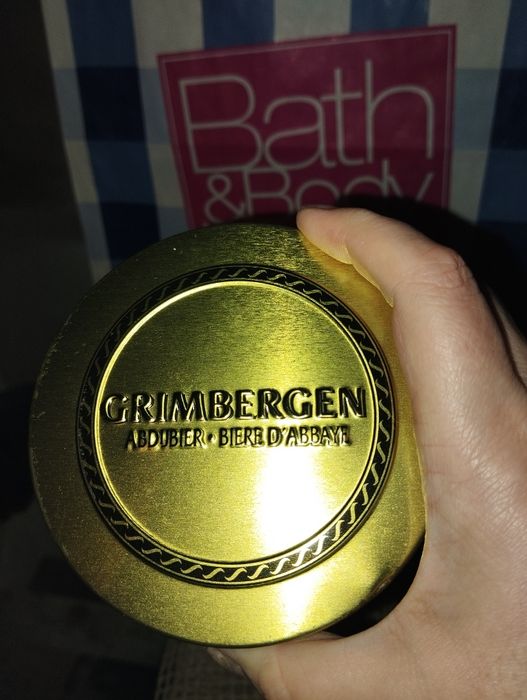 Bath
& Body
GRIMBERGEN
ABDIJBIER • BIERE D'ABBAYE